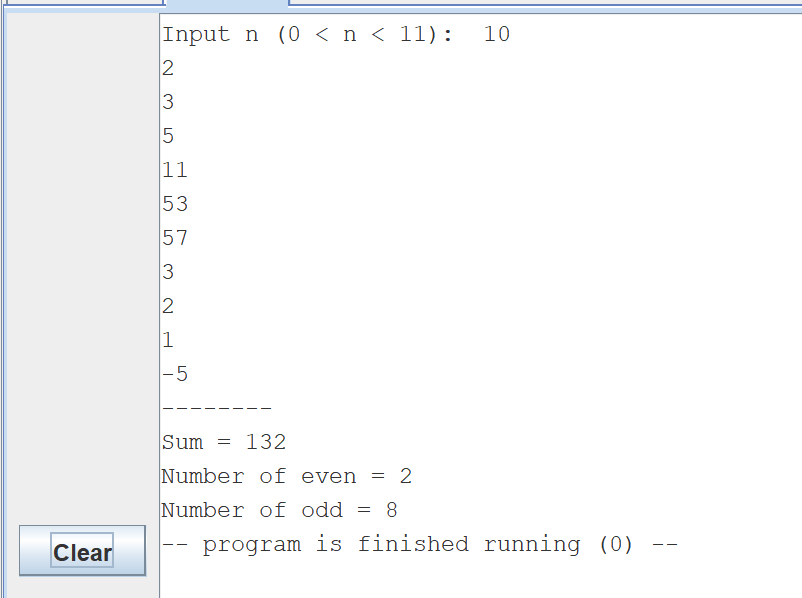 Input n (0 < n < 11):  10
2
3
5
11
53
57
3
2
1
-5
--------
Sum = 132
Number of even = 2
Number of odd = 8
-- program is finished running (0) --
Clear